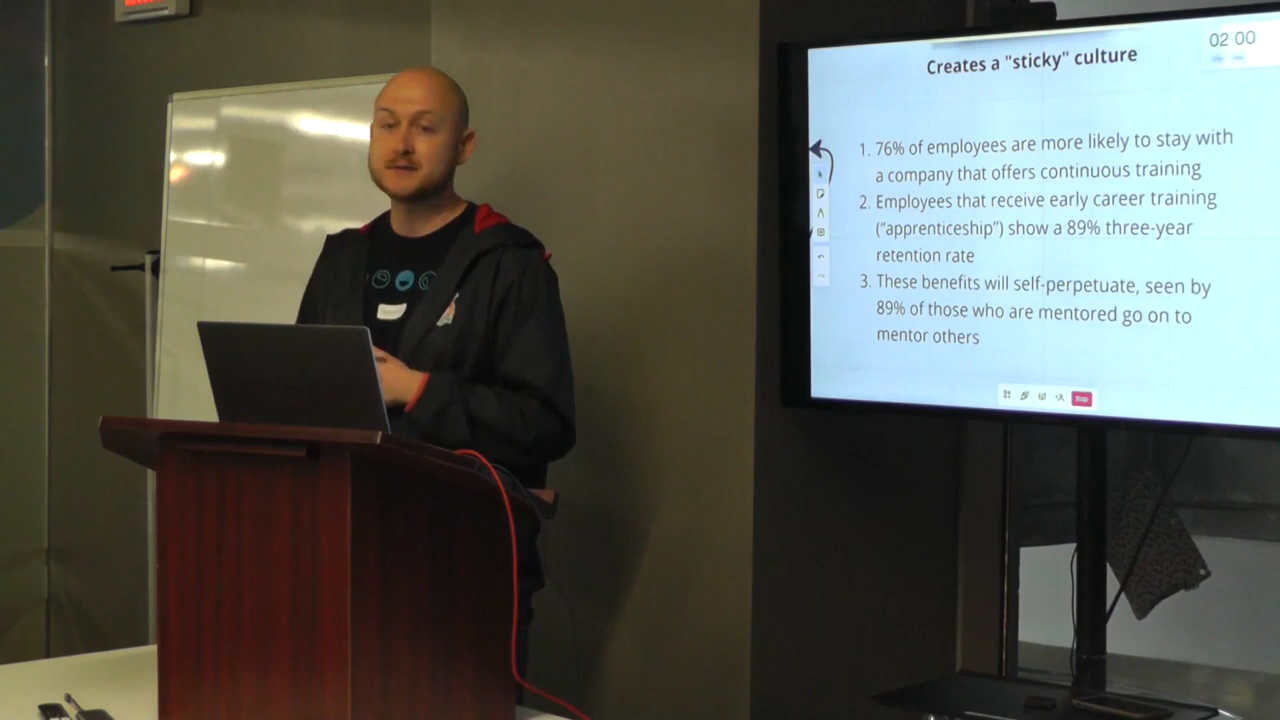 02 00
Creates a "sticky" culture
1. 76% of employees are more likely to stay with
a company that offers continuous training
2. Employees that receive early career training
("apprenticeship") show a 89% three-year
retention rate
3. These benefits will self-perpetuate, seen by
89% of those who are mentored go on to
mentor others
Stop